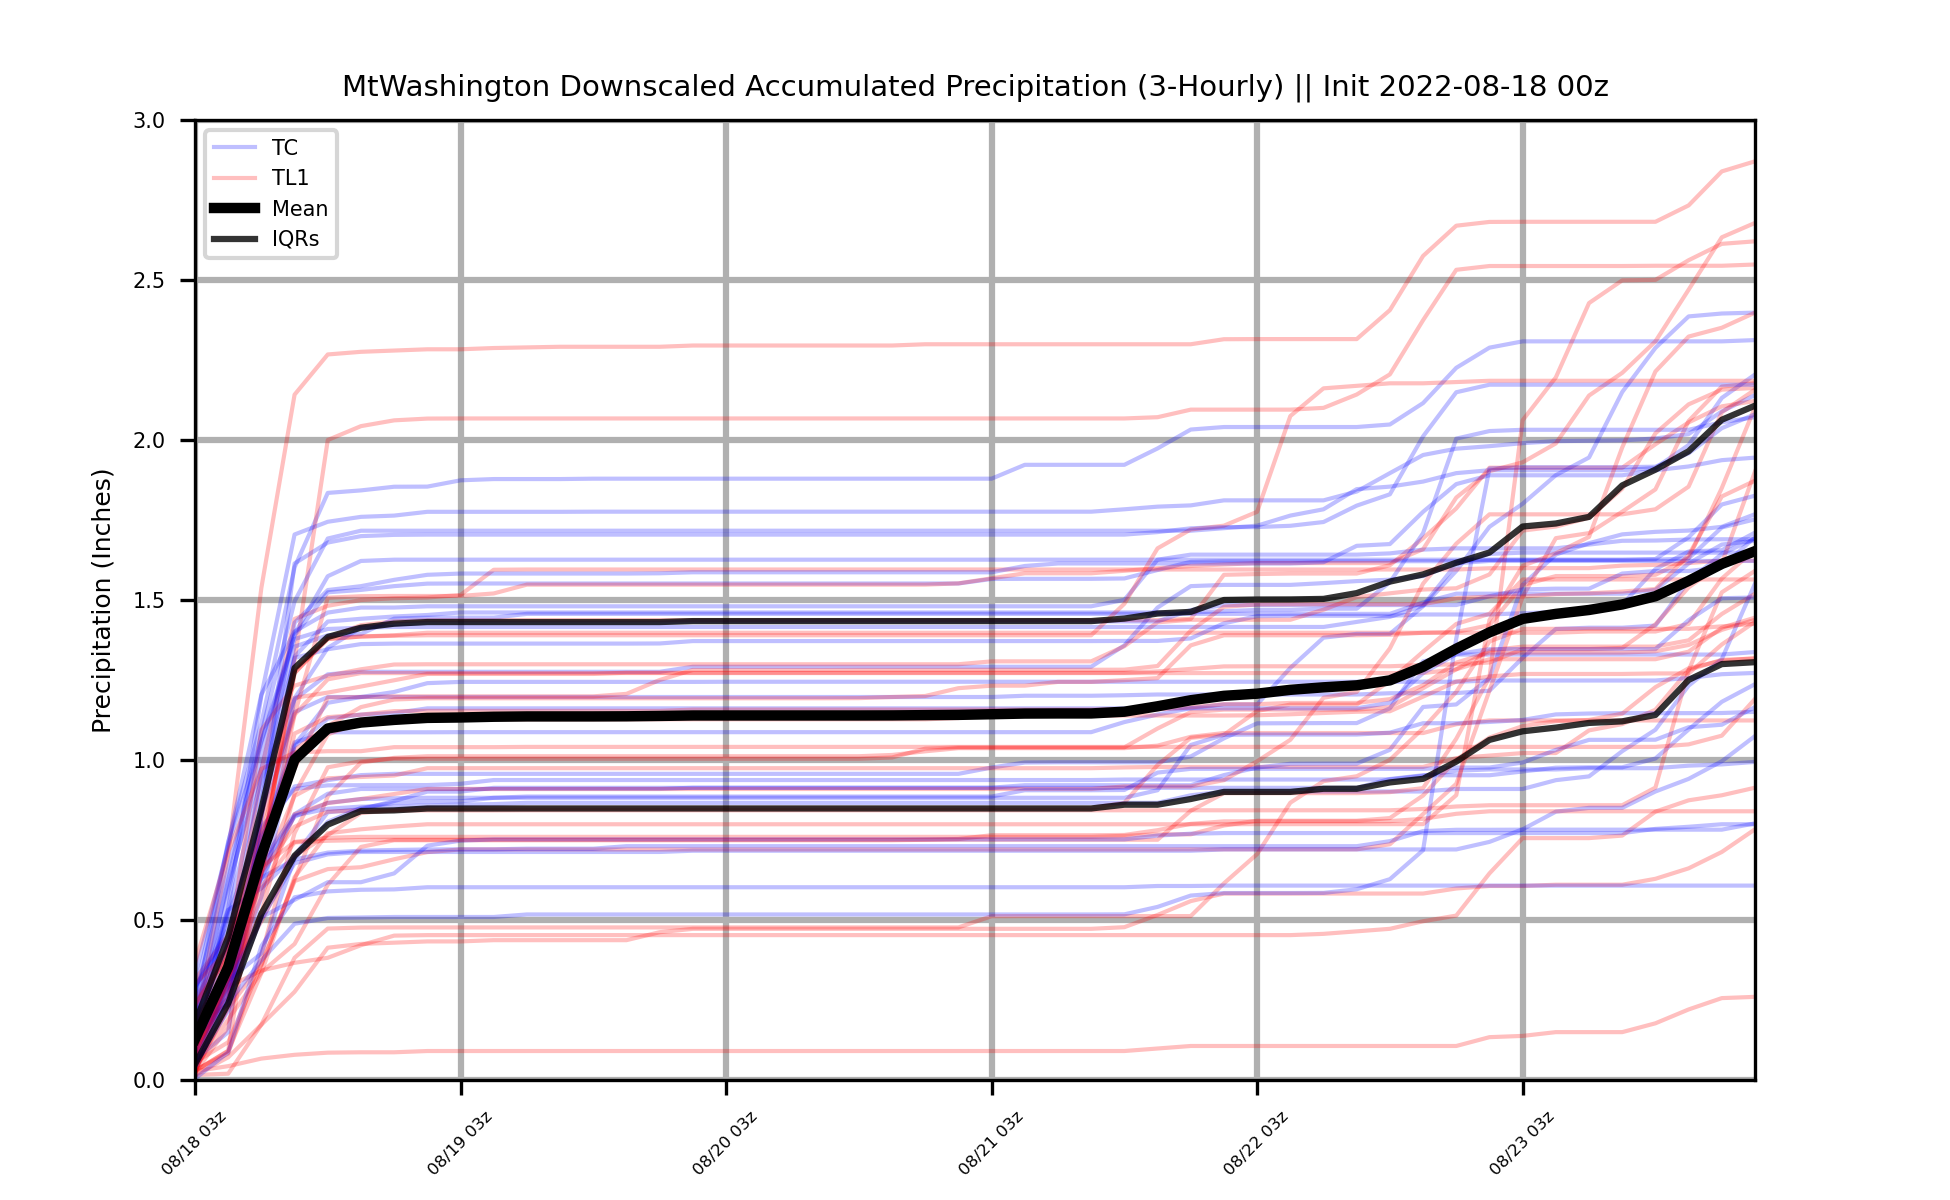 MtWashington Downscaled Accumulated Precipitation (3-Hourly) || Init 2022-08-18 00z
TC
TL1
Mean
IQRs
Precipitation (Inches)
3.0
2.5
2.0
1.5
1.0
0.5
0.0
08/18 03z
08/19 03z
08/20 03z
08/21 03z
08/22 03z
08/23 03z